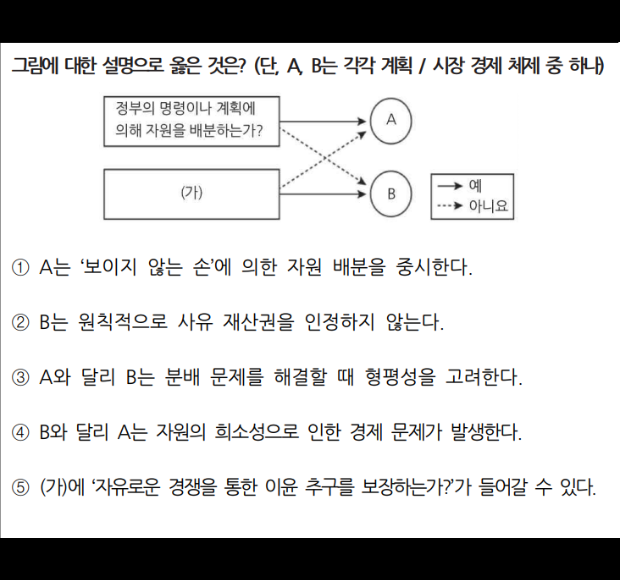 그림에 대한 설명으로 옳은 것은? (단, A, B는 각각 계획 / 시장 경제 체제 중 하나)
정부의 명령이나 계획에
의해 자원을 배분하는가?
A
(가)
B
예
아니요
① A는 ‘보이지 않는 손’에 의한 자원 배분을 중시한다.
② B는 원칙적으로 사유 재산권을 인정하지 않는다.
③ A와 달리 B는 분배 문제를 해결할 때 형평성을 고려한다.
④ B와 달리 A는 자원의 희소성으로 인한 경제 문제가 발생한다.
⑤ (가)에 ‘자유로운 경쟁을 통한 이윤 추구를 보장하는가?’가 들어갈 수 있다.